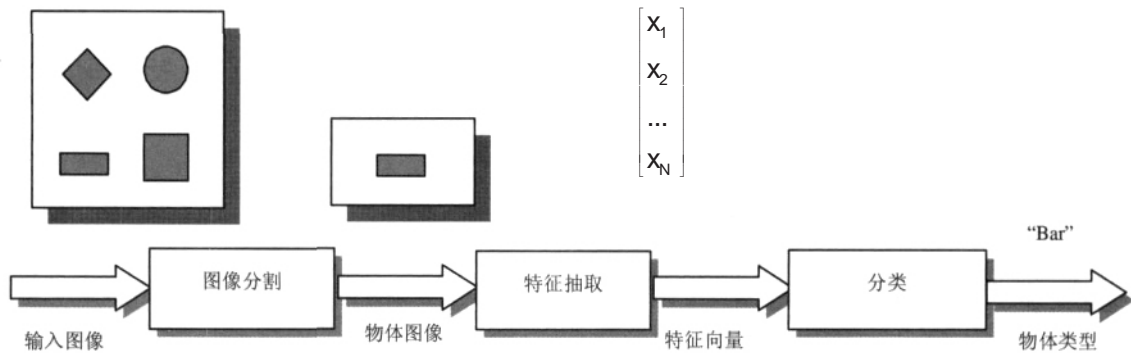 X1
X2
...
XN
“Bar”
图像分割
特征抽取
分类
输入图像
物体图像
特征向量
物体类型